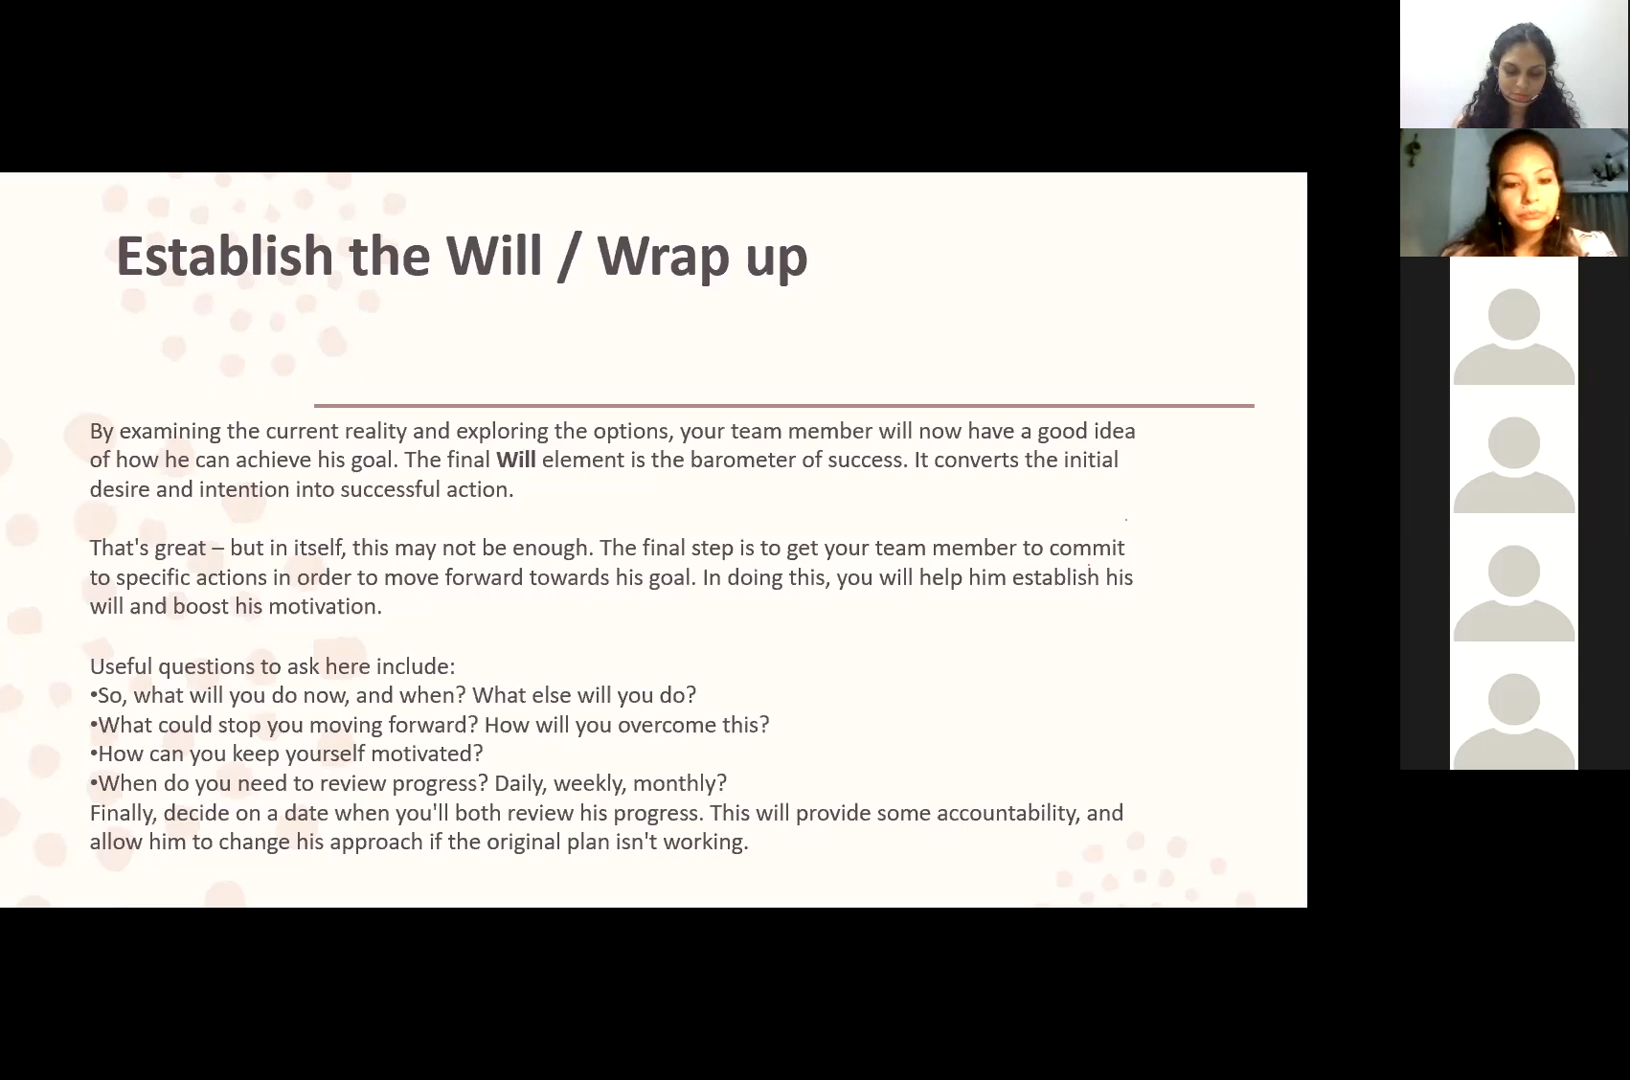 Establish the Will / Wrap up
By examining the current reality and exploring the options, your team member will now have a good idea
of how he can achieve his goal. The final Will element is the barometer of success. It converts the initial
desire and intention into successful action.
That's great – but in itself, this may not be enough. The final step is to get your team member to commit
to specific actions in order to move forward towards his goal. In doing this, you will help him establish his
will and boost his motivation.
Useful questions to ask here include:
•So, what will you do now, and when? What else will you do?
•What could stop you moving forward? How will you overcome this?
•How can you keep yourself motivated?
•When do you need to review progress? Daily, weekly, monthly?
Finally, decide on a date when you'll both review his progress. This will provide some accountability, and
allow him to change his approach if the original plan isn't working.